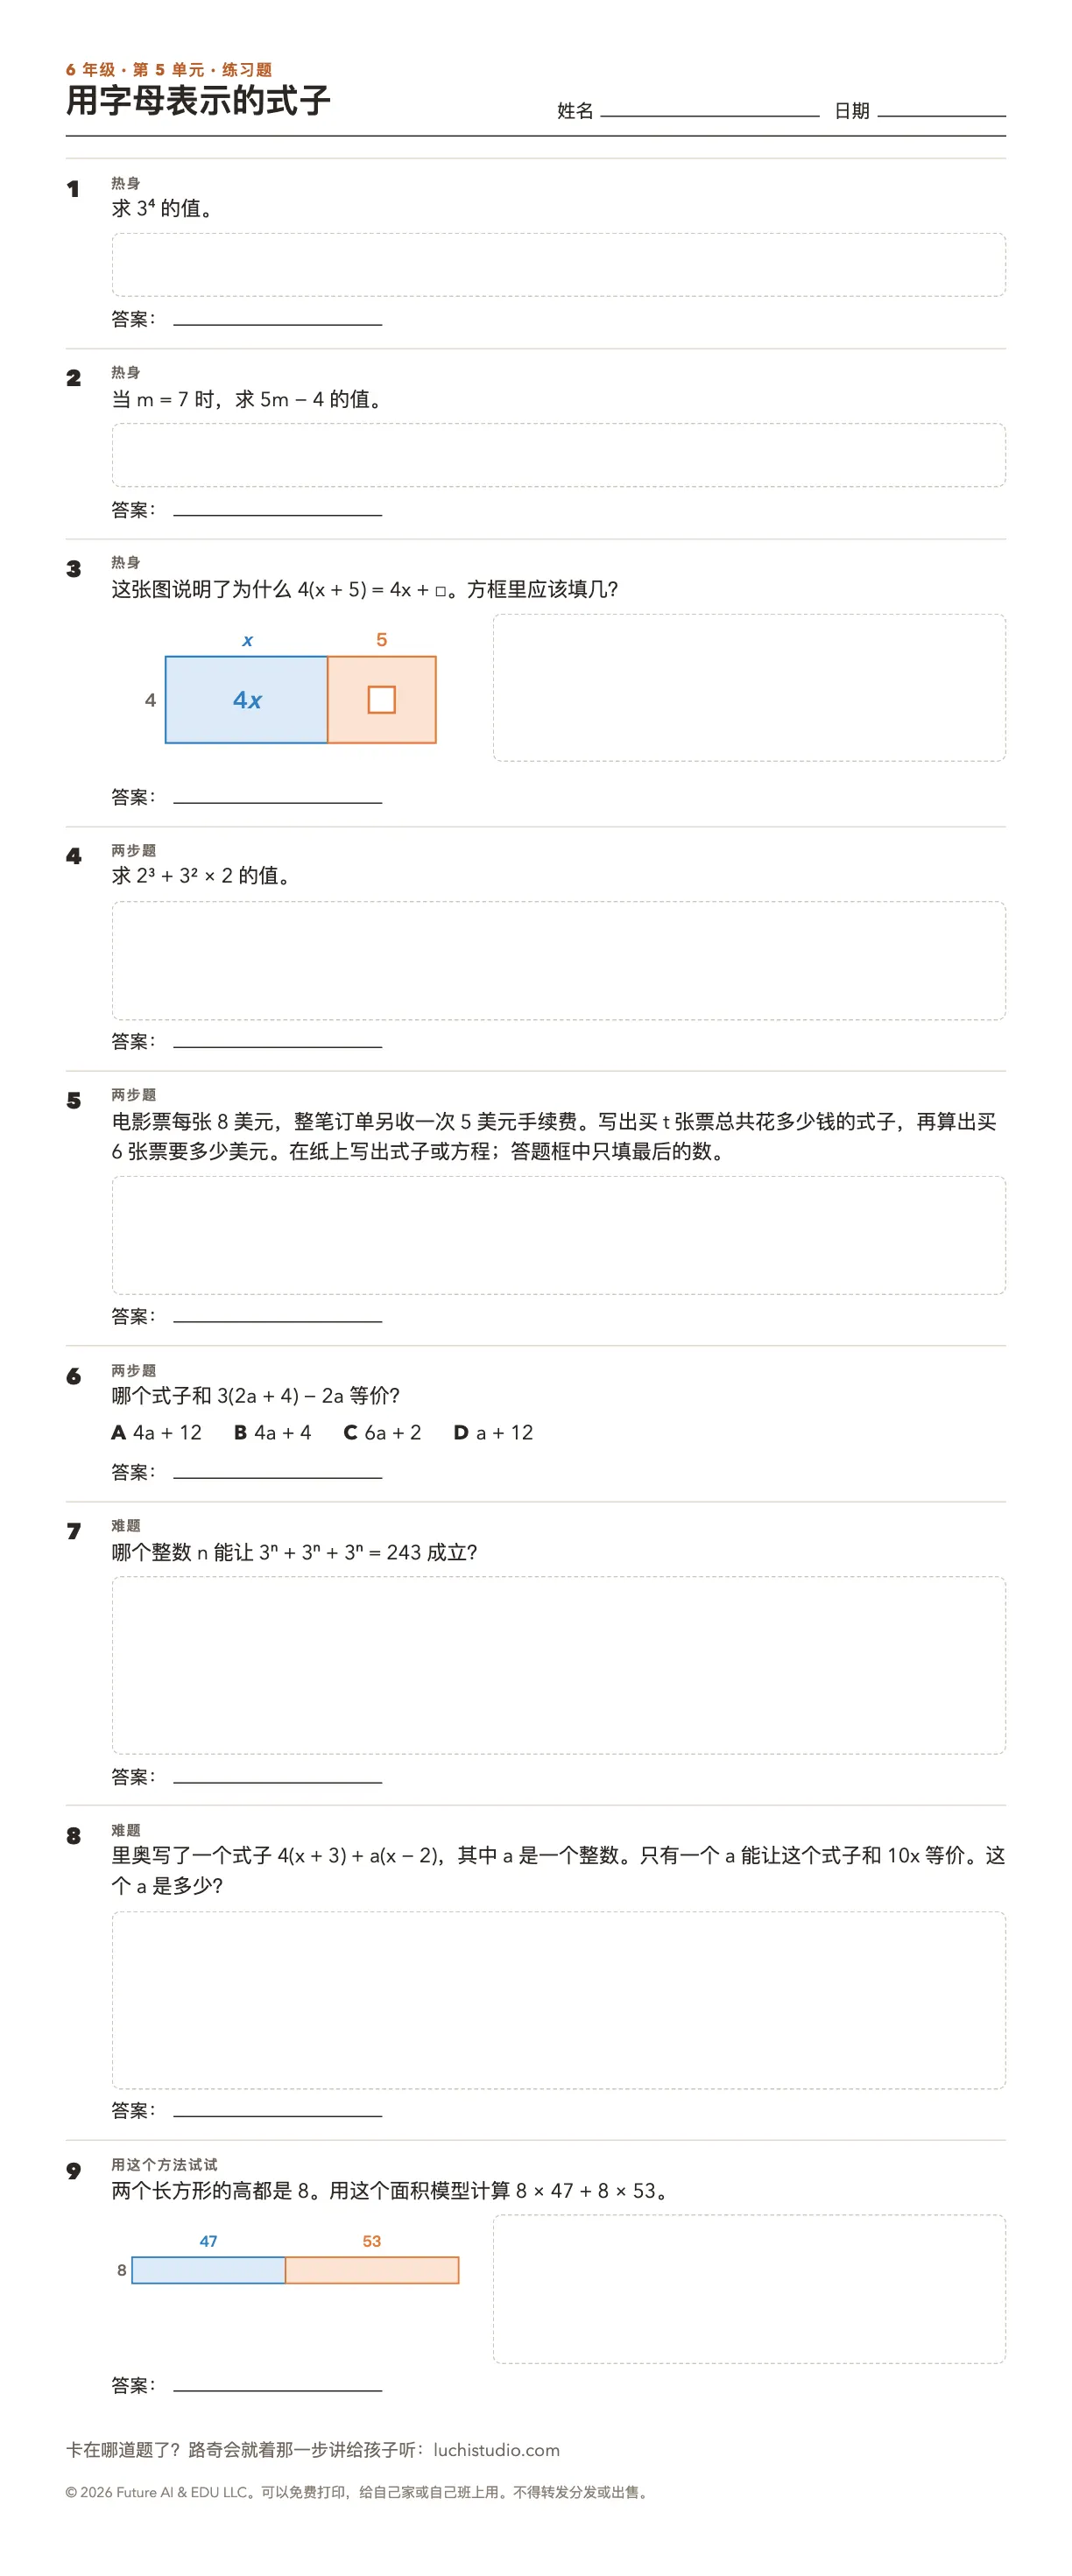 6 年级 · 第 5 单元 · 练习题
用字母表示的式子
姓名 日期
1 热身
求 3⁴ 的值。
答案：
2 热身
当 m = 7 时，求 5m − 4 的值。
答案：
3 热身
这张图说明了为什么 4(x + 5) = 4x + □。方框里应该填几？
x 5
4 4x
答案：
4 两步题
求 2³ + 3² × 2 的值。
答案：
5 两步题
电影票每张 8 美元，整笔订单另收一次 5 美元手续费。写出买 t 张票总共花多少钱的式子，再算出买
6 张票要多少美元。在纸上写出式子或方程；答题框中只填最后的数。
答案：
6 两步题
哪个式子和 3(2a + 4) − 2a 等价？
A 4a + 12 B 4a + 4 C 6a + 2 D a + 12
答案：
7 难题
哪个整数 n 能让 3ⁿ + 3ⁿ + 3ⁿ = 243 成立？
答案：
8 难题
里奥写了一个式子 4(x + 3) + a(x − 2)，其中 a 是一个整数。只有一个 a 能让这个式子和 10x 等价。这
个 a 是多少？
答案：
9 用这个方法试试
两个长方形的高都是 8。用这个面积模型计算 8 × 47 + 8 × 53。
47 53
8
答案：
卡在哪道题了？路奇会就着那一步讲给孩子听：luchistudio.com
© 2026 Future AI & EDU LLC。可以免费打印，给自己家或自己班上用。不得转发分发或出售。